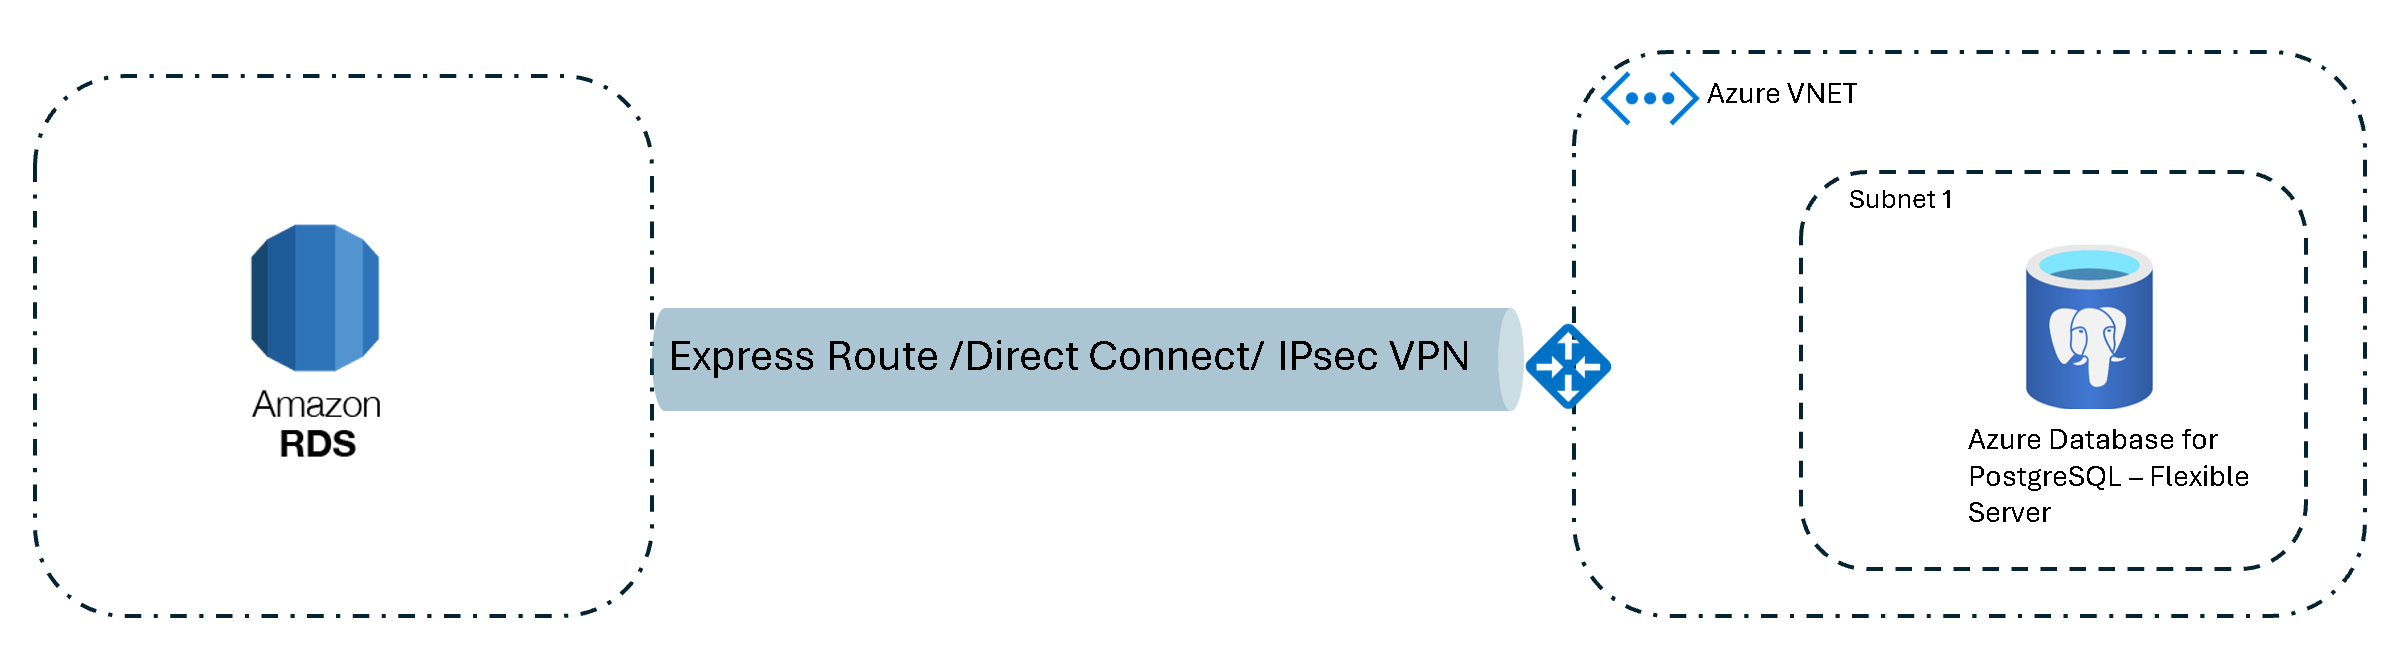 Amazon
RDS
Express Route /Direct Connect/ IPsec VPN
Azure VNET
Subnet 1
Azure Database for
PostgreSQL – Flexible
Server